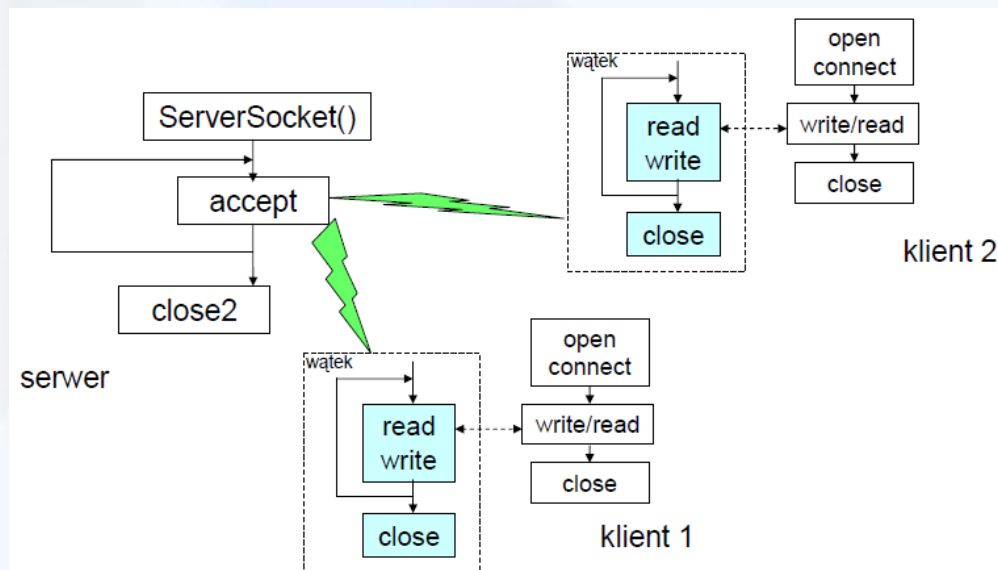 ServerSocket()
accept
close2
serwer
wątek
read
write
close
open
connect
write/read
close
klient 2
wątek
read
write
close
open
connect
write/read
close
klient 1